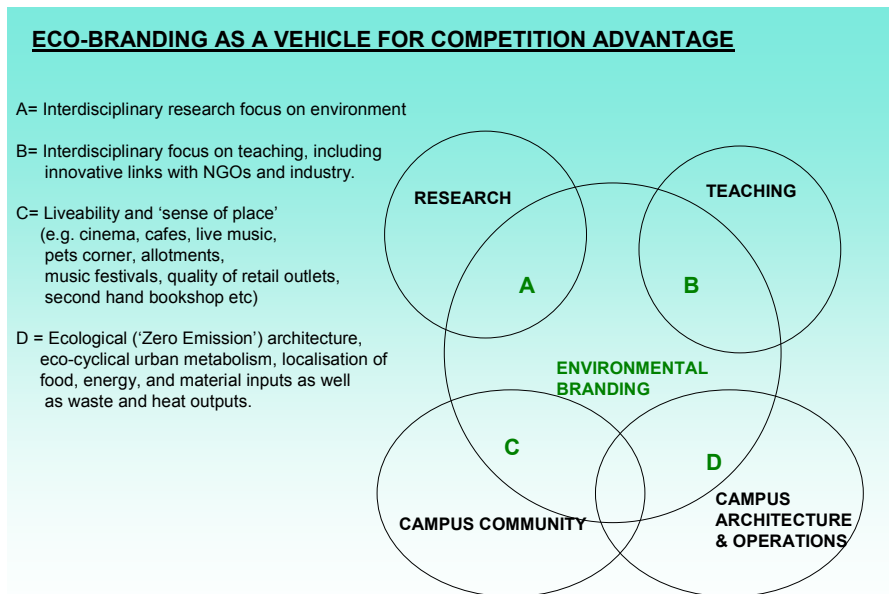 ECO-BRANDING AS A VEHICLE FOR COMPETITION ADVANTAGE
A= Interdisciplinary research focus on environment
B= Interdisciplinary focus on teaching, including
innovative links with NGOs and industry.
C= Liveability and ‘sense of place’
(e.g. cinema, cafes, live music,
pets corner, allotments,
music festivals, quality of retail outlets,
second hand bookshop etc)
D = Ecological (‘Zero Emission’) architecture,
eco-cyclical urban metabolism, localisation of
food, energy, and material inputs as well
as waste and heat outputs.
RESEARCH
TEACHING
A
B
ENVIRONMENTAL
BRANDING
C
D
CAMPUS COMMUNITY
CAMPUS
ARCHITECTURE
& OPERATIONS